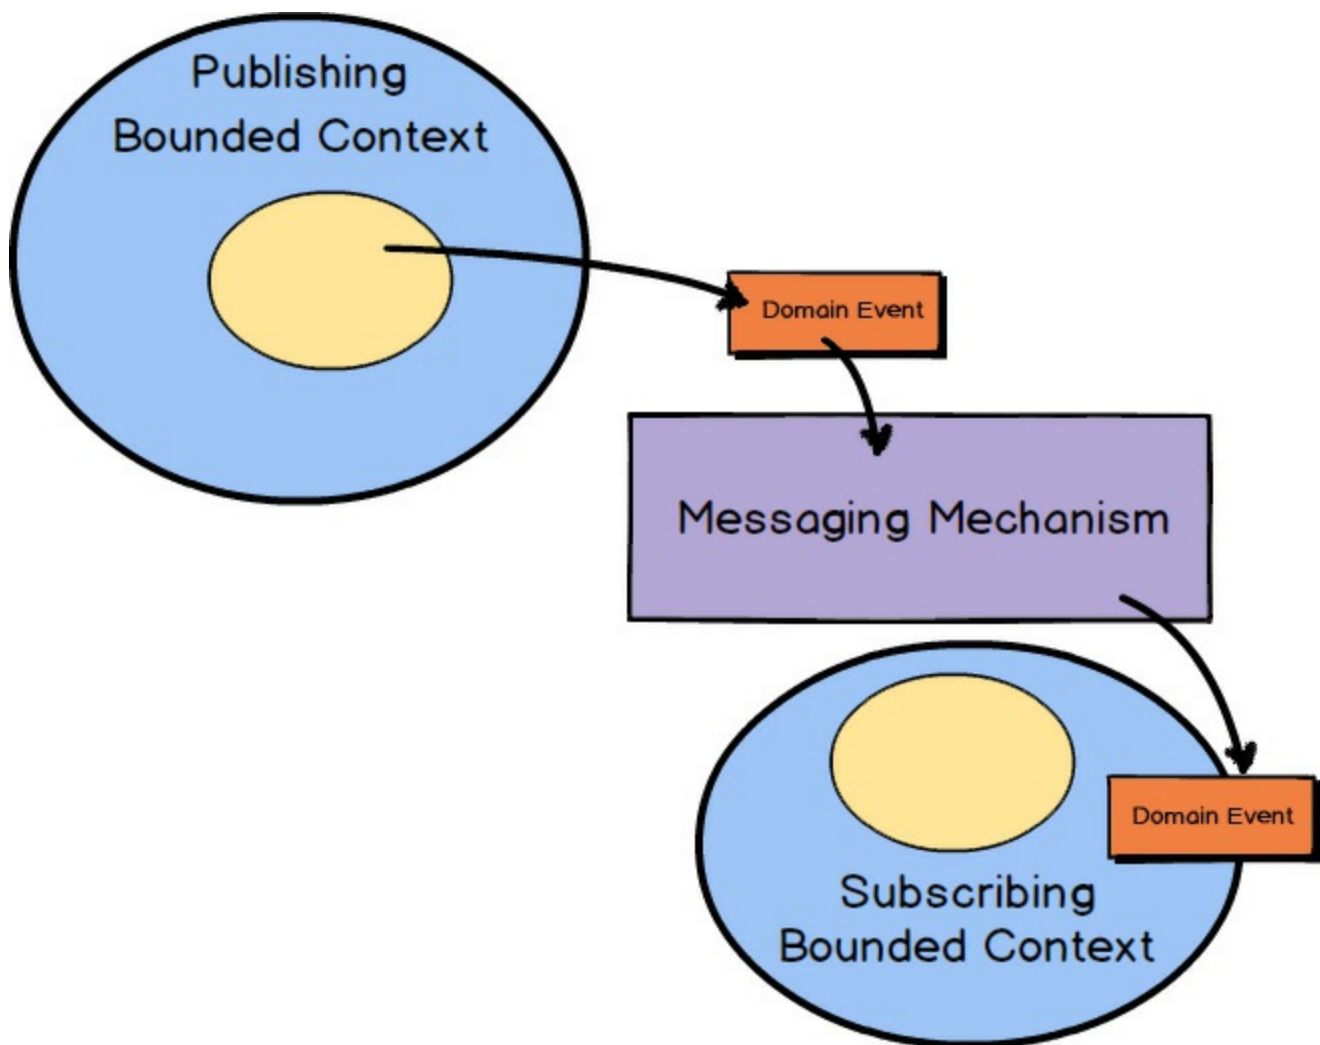 Publishing
Bounded Context
Domain Event
Messaging Mechanism
Domain Event
Subscribing
Bounded Context